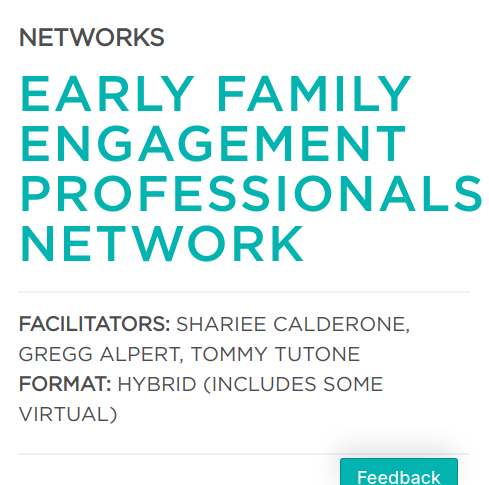 NETWORKS
EARLY FAMILY
ENGAGEMENT
PROFESSIONALS
NETWORK
FACILITATORS: SHARIEE CALDERONE,
GREGG ALPERT, TOMMY TUTONE
FORMAT: HYBRID (INCLUDES SOME
VIRTUAL)
Feedback